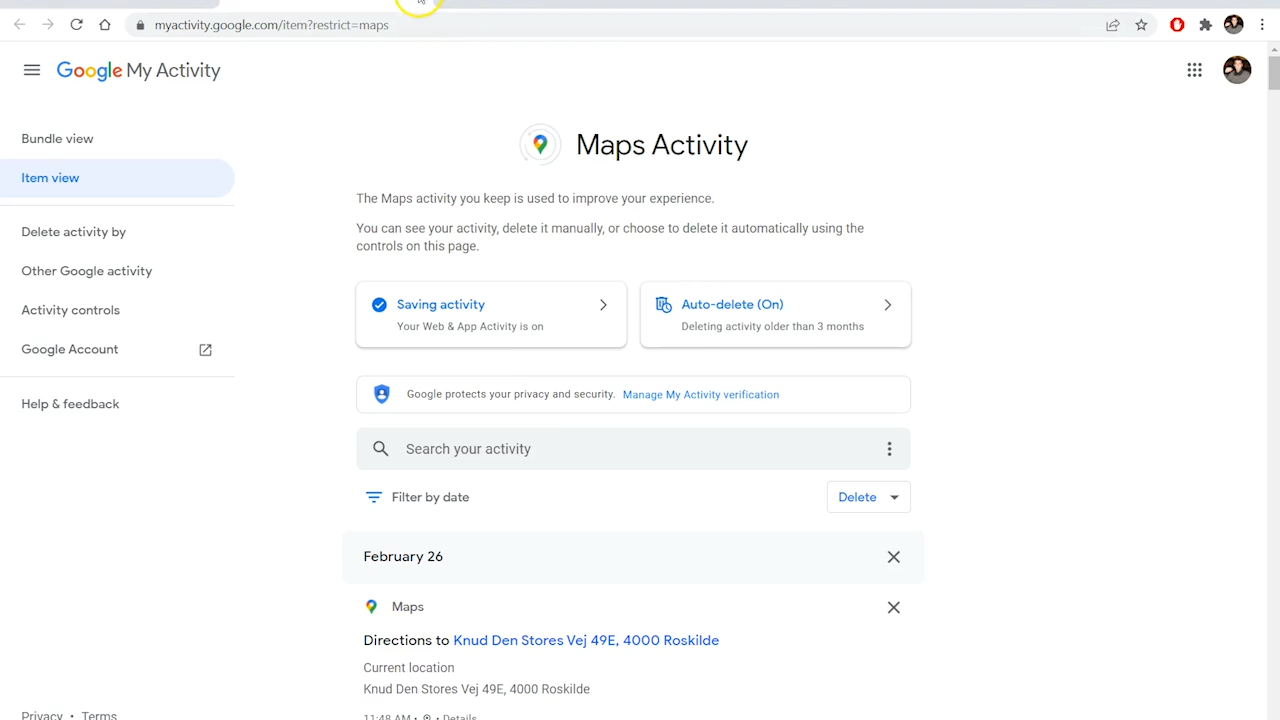 myactivity.google.com/item?restrict=maps
Google My Activity
Bundle view
Item view
Delete activity by
Other Google activity
Activity controls
Google Account
Help & feedback
Privacy • Terms
Maps Activity
The Maps activity you keep is used to improve your experience.
You can see your activity, delete it manually, or choose to delete it automatically using the
controls on this page.
Saving activity
Your Web & App Activity is on
Auto-delete (On)
Deleting activity older than 3 months
Google protects your privacy and security. Manage My Activity verification
Search your activity
Filter by date
Delete
February 26
Maps
Directions to Knud Den Stores Vej 49E, 4000 Roskilde
Current location
Knud Den Stores Vej 49E, 4000 Roskilde
11:48 AM • • Details